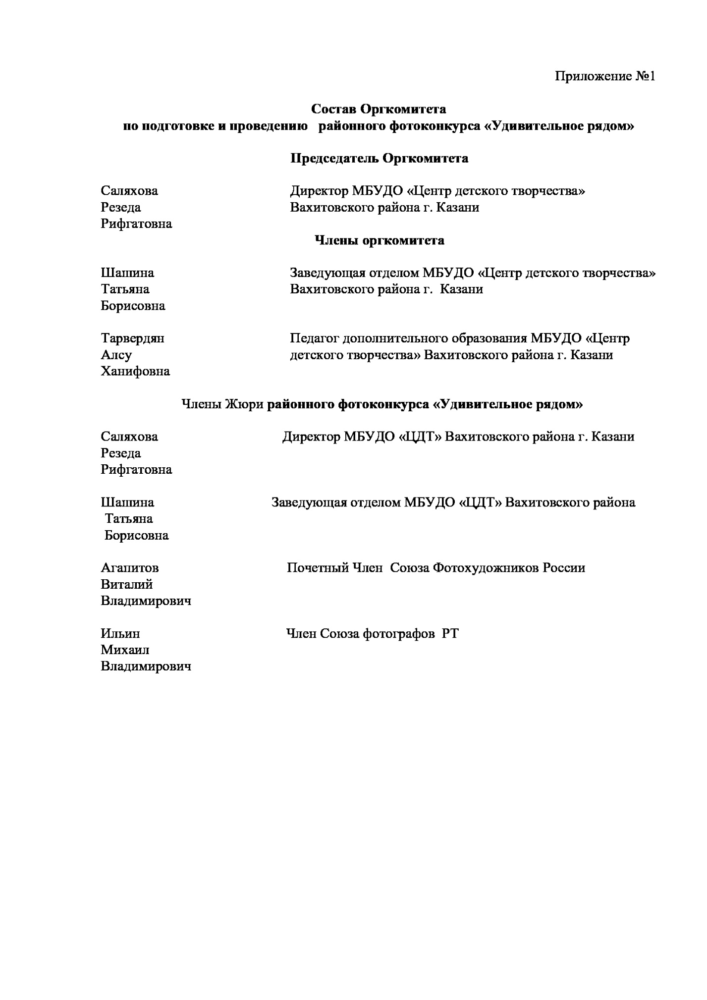 Приложение №1
Состав Оргкомитета
по подготовке и проведению районного фотоконкурса «Удивительное рядом»
Председатель Оргкомитета
Саляхова Директор МБУДО «Центр детского творчества»
Резеда Вахитовского района г. Казани
Рифгатовна
Члены оргкомитета
Шашина Заведующая отделом МБУДО «Центр детского творчества»
Татьяна Вахитовского района г. Казани
Борисовна
Тарвердян Педагог дополнительного образования МБУДО «Центр
Алсу детского творчества» Вахитовского района г. Казани
Ханифовна
Члены Жюри районного фотоконкурса «Удивительное рядом»
Саляхова Директор МБУДО «ЦДТ» Вахитовского района г. Казани
Резеда
Рифгатовна
Шашина Заведующая отделом МБУДО «ЦДТ» Вахитовского района
Татьяна
Борисовна
Агапитов Почетный Член Союза Фотохудожников России
Виталий
Владимирович
Ильин Член Союза фотографов РТ
Михаил
Владимирович